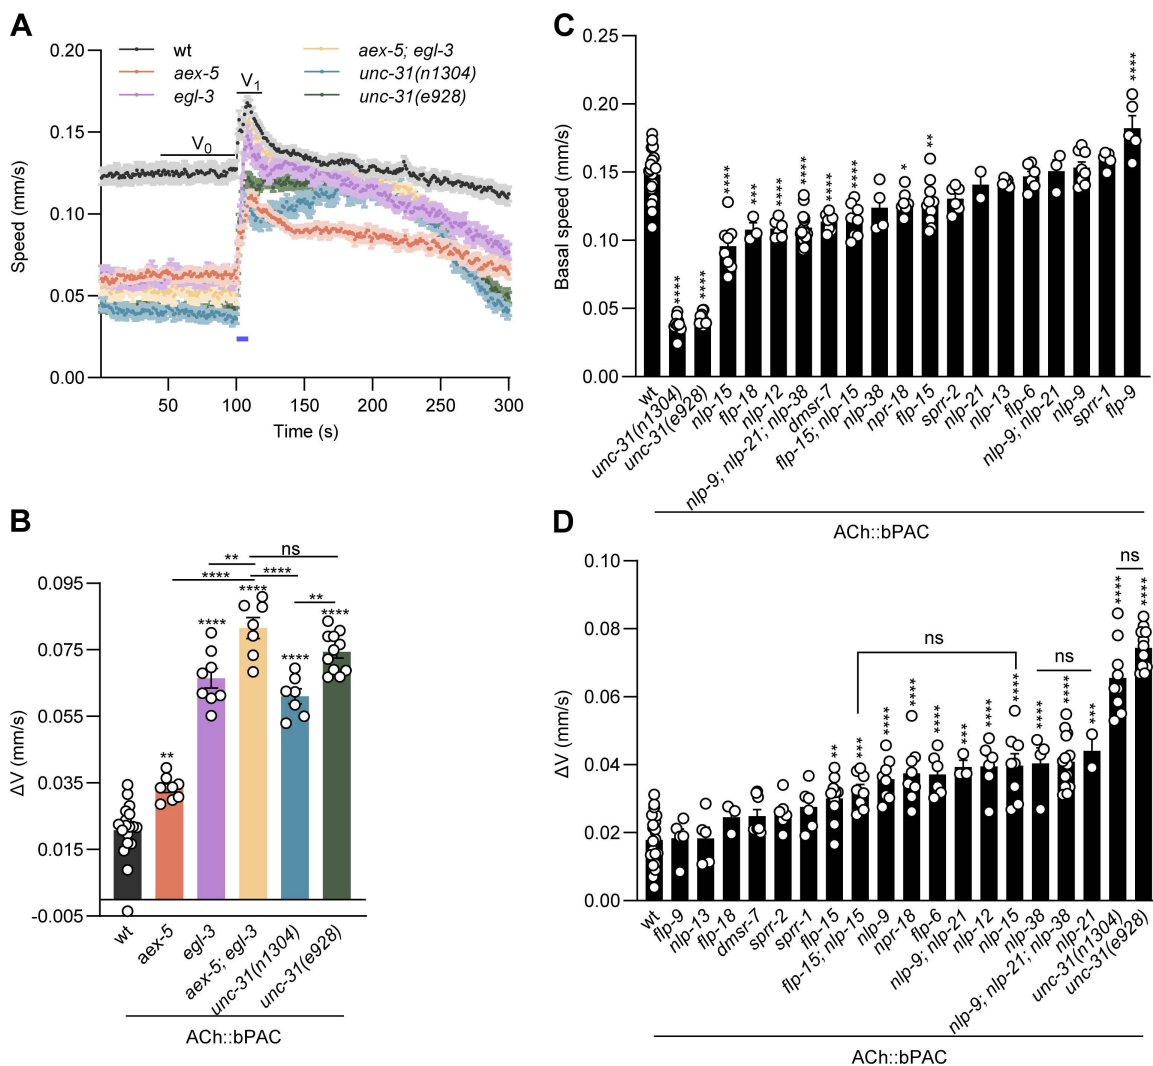 A
0.20
0.15
0.10
0.05
0.00
Speed (mm/s)
wt
aex-5
egl-3
aex-5; egl-3
unc-31(n1304)
unc-31(e928)
V0
V1
50 100 150 200 250 300
Time (s)
C
0.25
0.20
0.15
0.10
0.05
0.00
Basal speed (mm/s)
**** **** **** *** **** **** **** **** * ** ****
wt
unc-31(n1304)
unc-31(e928)
nlp-15
flp-18
nlp-12
nlp-9; nlp-21; nlp-38
dmsr-7
flp-15; nlp-15
nlp-38
npr-18
flp-15
sprr-2
nlp-21
nlp-13
flp-6
nlp-9; nlp-21
nlp-9
sprr-1
flp-9
ACh::bPAC
B
0.095
0.075
0.055
0.035
0.015
-0.005
ΔV (mm/s)
ns
**
**** ****
**
** **** **** **** ****
wt
aex-5
egl-3
aex-5; egl-3
unc-31(n1304)
unc-31(e928)
ACh::bPAC
D
0.10
0.08
0.06
0.04
0.02
0.00
ΔV (mm/s)
ns
ns
ns
** *** **** **** **** *** **** **** **** **** *** **** ****
wt
flp-9
nlp-13
flp-18
dmsr-7
sprr-2
sprr-1
flp-15
flp-15; nlp-15
nlp-9
npr-18
flp-6
nlp-9; nlp-21
nlp-12
nlp-15
nlp-38
nlp-9; nlp-21; nlp-38
nlp-21
unc-31(n1304)
unc-31(e928)
ACh::bPAC